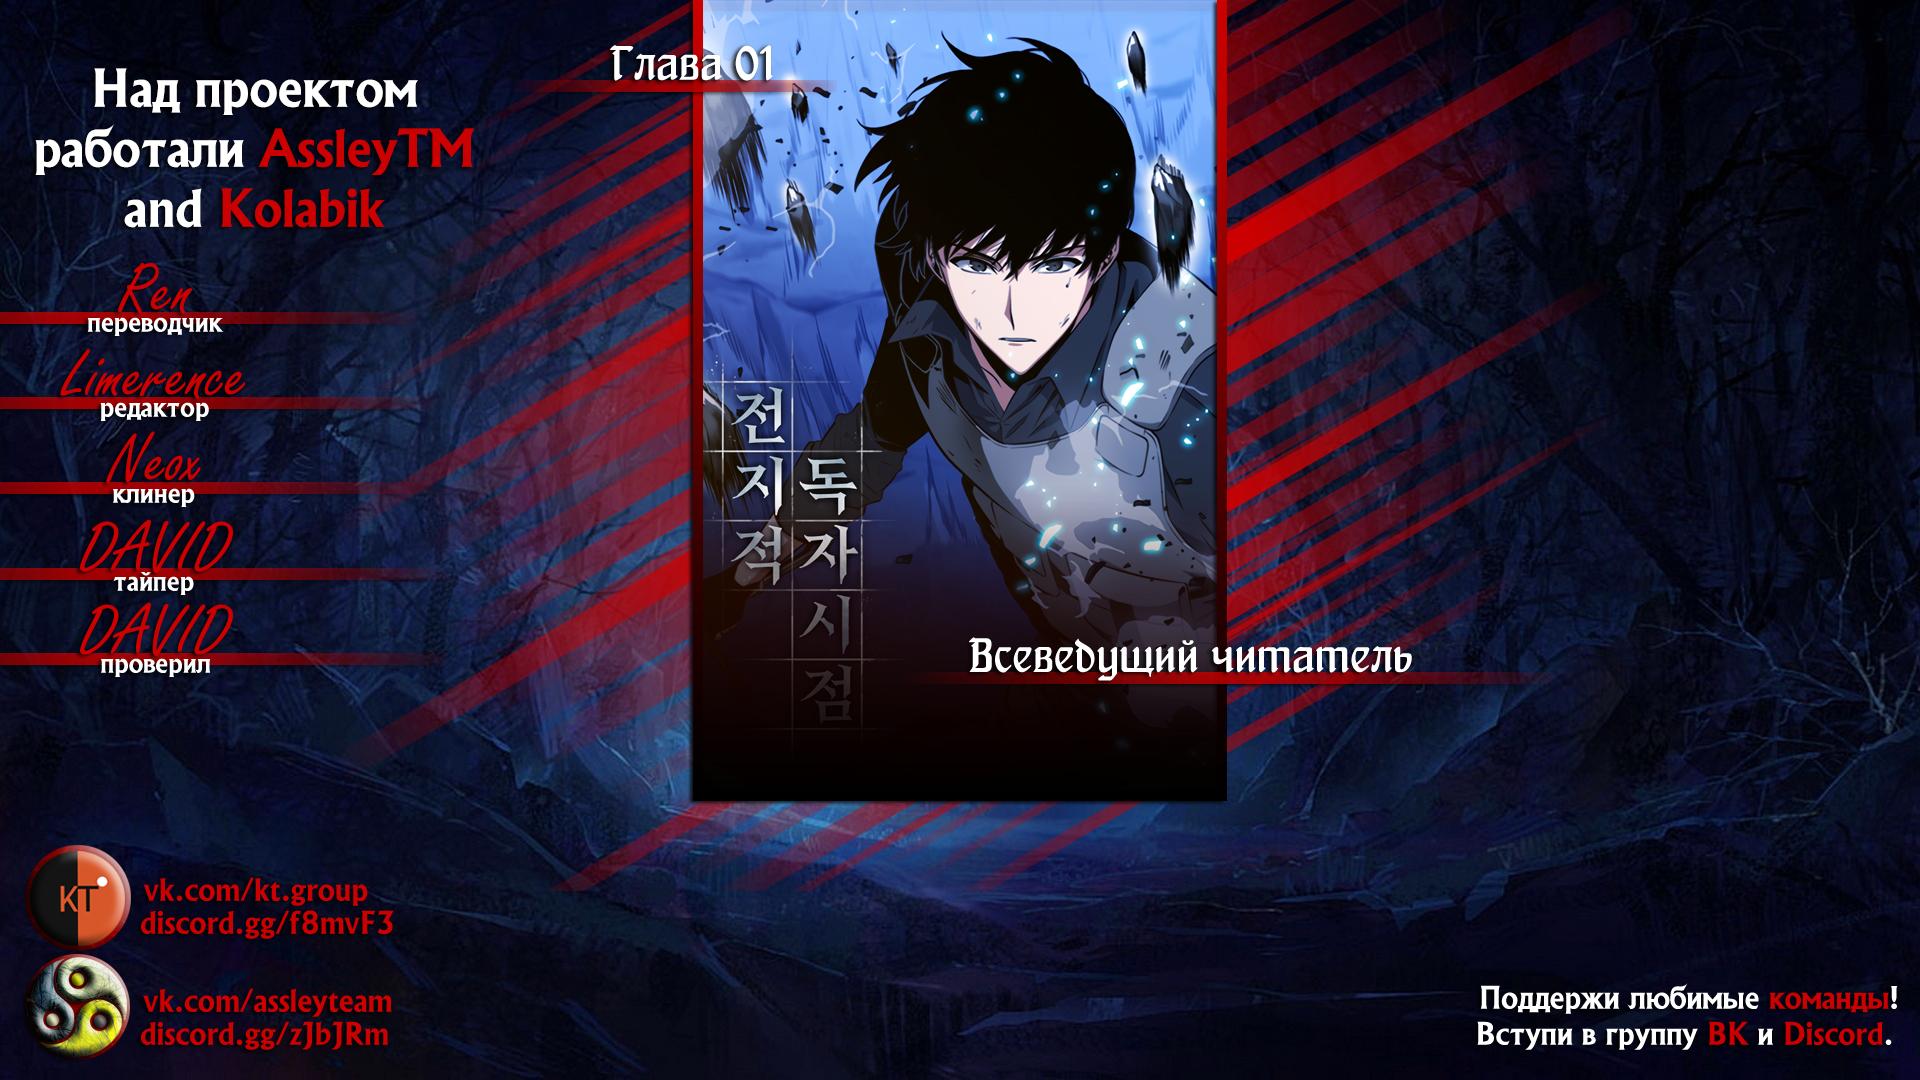 Глава 01
Над проектом
работали AssleyTM
and Kolabik
Ren
переводчик
Limerence
редактор
Neox
клинер
DAVID
тайпер
DAVID
проверил
전지적
독자시점
Всеведущий читатель
KT
vk.com/kt.group
discord.gg/f8mvF3
vk.com/assleyteam
discord.gg/zJbJRm
Поддержи любимые команды!
Вступи в группу ВК и Discord.